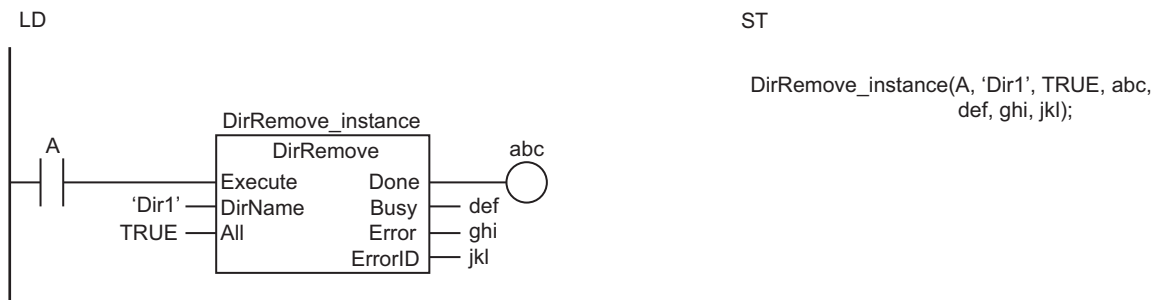 LD
ST
DirRemove_instance(A, ‘Dir1’, TRUE, abc,
def, ghi, jkl);
DirRemove_instance
A
DirRemove
abc
Execute Done
‘Dir1’ DirName Busy def
TRUE All Error ghi
ErrorID jkl